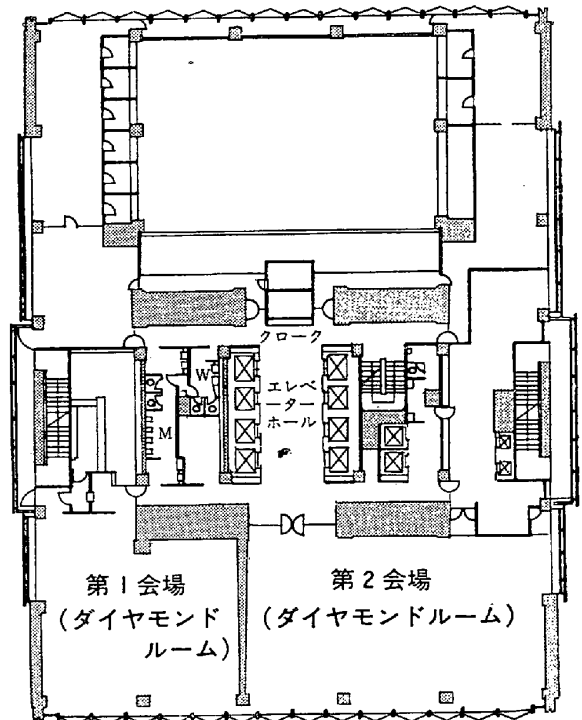 クローク
W
エレベ
ーター
ホール
M
第1会場
(ダイヤモンド
ルーム)
第2会場
(ダイヤモンドルーム)